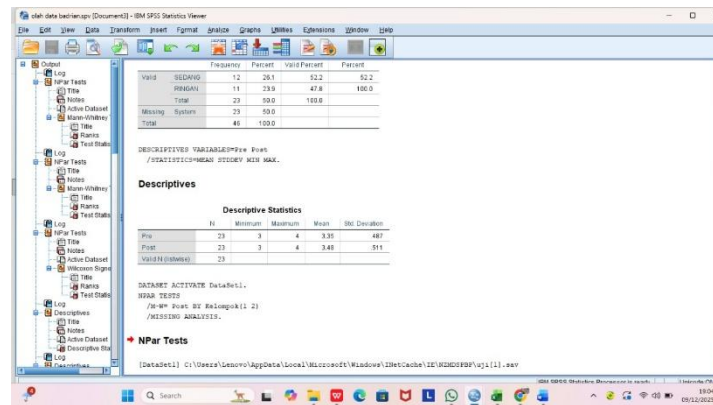 olah data badrian.spv [Document3] - IBM SPSS Statistics Viewer
File Edit View Data Transform Insert Format Analyze Graphs Utilities Extensions Window Help
Output
Log
NPar Tests
Title
Notes
Active Dataset
Mann-Whitney
Title
Ranks
Test Statis
Log
NPar Tests
Title
Notes
Active Dataset
Mann-Whitney
Title
Ranks
Test Statis
Log
NPar Tests
Title
Notes
Active Dataset
Wilcoxon Signe
Title
Ranks
Test Statis
Log
Descriptives
Title
Notes
Active Dataset
Descriptive Sta
Log
Descriptives
Frequency Percent Valid Percent Percent
Valid SEDANG 12 26.1 52.2 52.2
RINGAN 11 23.9 47.8 100.0
Total 23 50.0 100.0
Missing System 23 50.0
Total 46 100.0
DESCRIPTIVES VARIABLES=Pre Post
/STATISTICS=MEAN STDDEV MIN MAX.
Descriptives
Descriptive Statistics
N Minimum Maximum Mean Std. Deviation
Pre 23 3 4 3.35 .487
Post 23 3 4 3.48 .511
Valid N (listwise) 23
DATASET ACTIVATE DataSet1.
NPAR TESTS
/M-W= Post BY Kelompok(1 2)
/MISSING ANALYSIS.
NPar Tests
[DataSet1] C:\Users\Lenovo\AppData\Local\Microsoft\Windows\INetCache\IE\NZMDSPBP\uji[1].sav
IBM SPSS Statistics Processor is ready
Search
19.04
09/12/2025